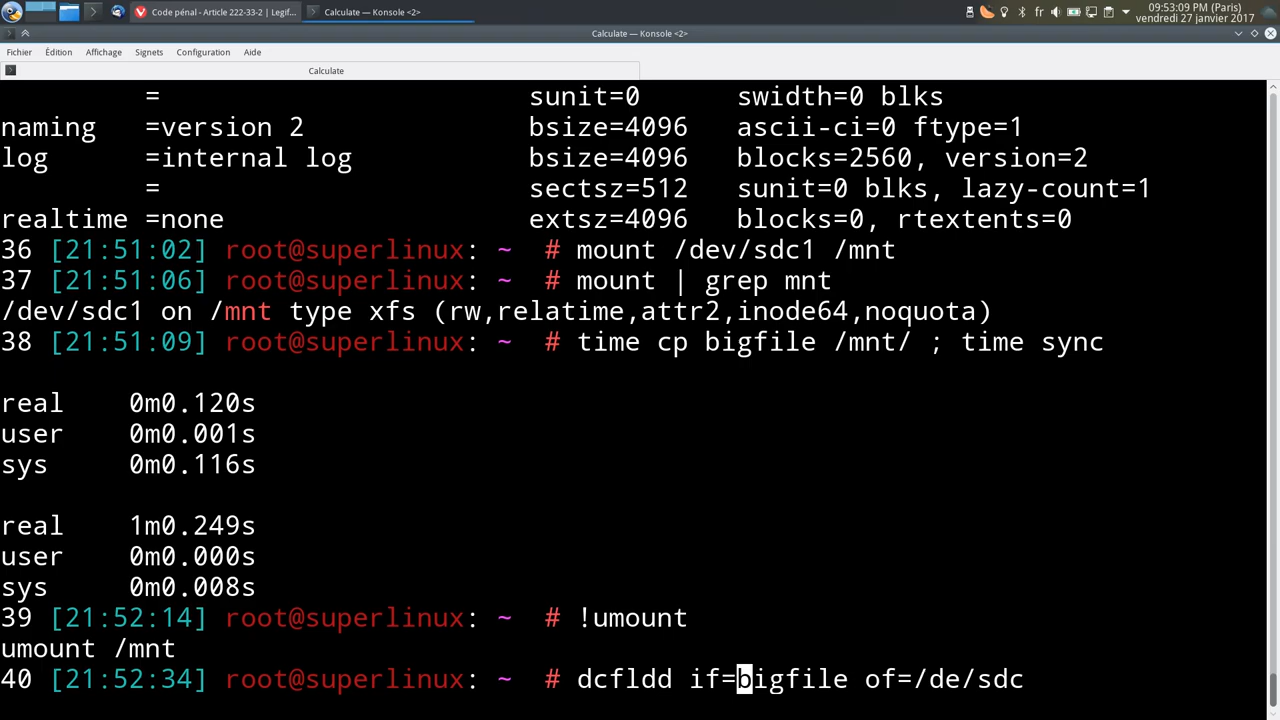 Code pénal - Article 222-33-2 | Legif... Calculate — Konsole <2> fr 09:53:09 PM (Paris)
vendredi 27 janvier 2017
Calculate — Konsole <2>
Fichier Édition Affichage Signets Configuration Aide
Calculate
= sunit=0 swidth=0 blks
naming =version 2 bsize=4096 ascii-ci=0 ftype=1
log =internal log bsize=4096 blocks=2560, version=2
= sectsz=512 sunit=0 blks, lazy-count=1
realtime =none extsz=4096 blocks=0, rtextents=0
36 [21:51:02] root@superlinux: ~ # mount /dev/sdc1 /mnt
37 [21:51:06] root@superlinux: ~ # mount | grep mnt
/dev/sdc1 on /mnt type xfs (rw,relatime,attr2,inode64,noquota)
38 [21:51:09] root@superlinux: ~ # time cp bigfile /mnt/ ; time sync
real 0m0.120s
user 0m0.001s
sys 0m0.116s
real 1m0.249s
user 0m0.000s
sys 0m0.008s
39 [21:52:14] root@superlinux: ~ # !umount
umount /mnt
40 [21:52:34] root@superlinux: ~ # dcfldd if=bigfile of=/de/sdc